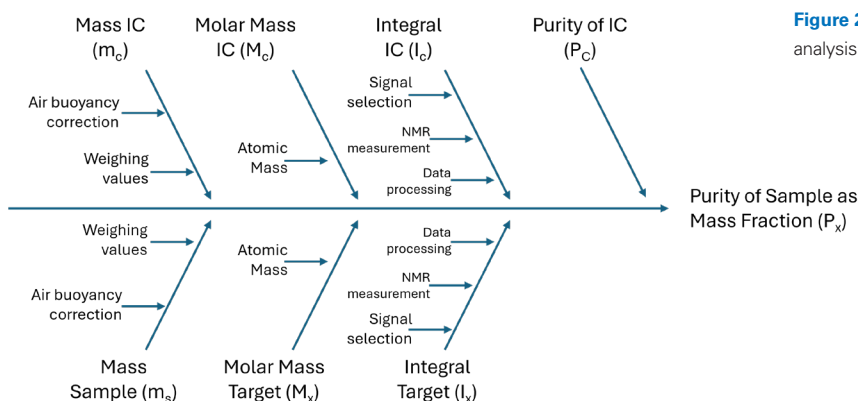 Mass IC
(mc)
Molar Mass
IC (Mc)
Integral
IC (Ic)
Purity of IC
(PC)
Figure 2
analysis
Air buoyancy
correction
Weighing
values
Atomic
Mass
Signal
selection
NMR
measurement
Data
processing
Purity of Sample as
Mass Fraction (Px)
Weighing
values
Air buoyancy
correction
Atomic
Mass
Data
processing
NMR
measurement
Signal
selection
Mass
Sample (ms)
Molar Mass
Target (Mx)
Integral
Target (Ix)